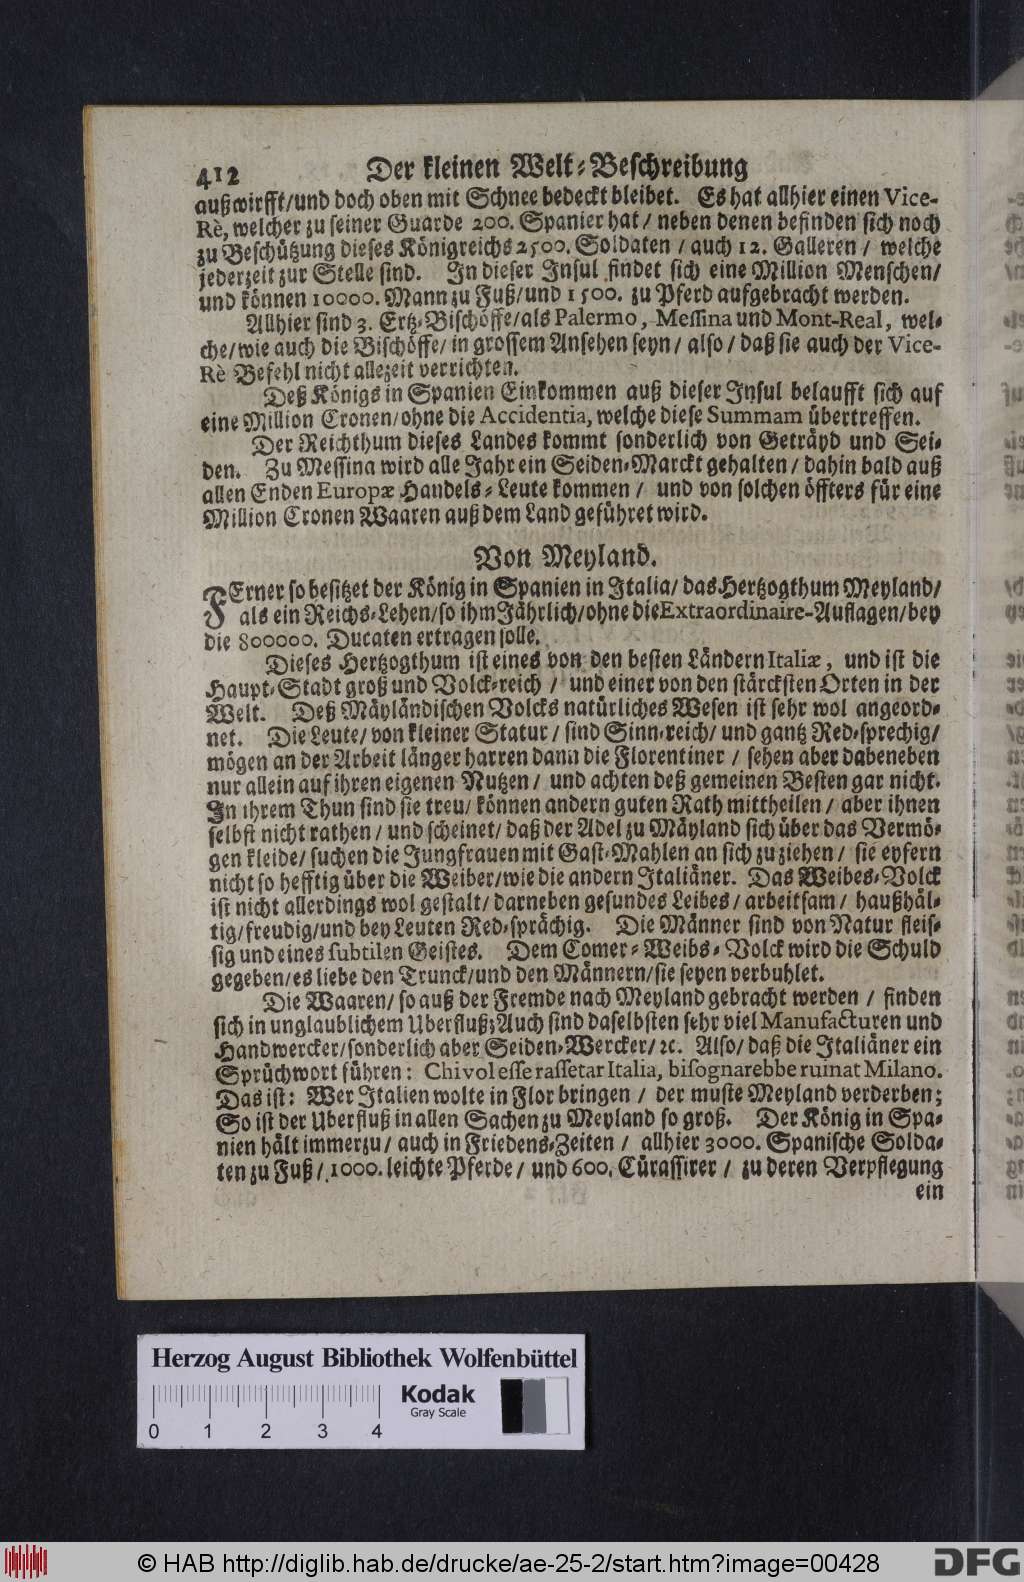 412 Der kleinen Welt-Beschreibung
außwirfft/und doch oben mit Schnee bedeckt bleibet. Es hat allhier einen Vice-
Rè, welcher zu seiner Guarde 200. Spanier hat / neben denen befinden sich noch
zu Beschützung dieses Königreichs 2500. Soldaten / auch 12. Galleren / welche
jederzeit zur Stelle sind. In dieser Insul findet sich eine Million Menschen/
und können 10000. Mann zu Fuß/und 1500. zu Pferd aufgebracht werden.
Allhier sind 3. Ertz-Bischöffe/als Palermo, Messina und Mont-Real, wel-
che/wie auch die Bischöffe/ in grossem Ansehen seyn/ also/ daß sie auch der Vice-
Rè Befehl nicht allezeit verrichten.
Deß Königs in Spanien Einkommen auß dieser Insul belaufft sich auf
eine Million Cronen/ohne die Accidentia, welche diese Summam übertreffen.
Der Reichthum dieses Landes kommt sonderlich von Geträyd und Sei-
den. Zu Messina wird alle Jahr ein Seiden-Marckt gehalten / dahin bald auß
allen Enden Europæ Handels-Leute kommen / und von solchen öffters für eine
Million Cronen Waaren auß dem Land geführet wird.
Von Meyland.
FErner so besitzet der König in Spanien in Italia/ das Hertzogthum Meyland/
als ein Reichs-Lehen/so ihm Jährlich/ohne die Extraordinaire-Auflagen/bey
die 800000. Ducaten ertragen solle.
Dieses Hertzogthum ist eines von den besten Ländern Italiæ, und ist die
Haupt-Stadt groß und Volck-reich / und einer von den stärcksten Orten in der
Welt. Deß Mäyländischen Volcks natürliches Wesen ist sehr wol angeord-
net. Die Leute/ von kleiner Statur/ sind Sinn-reich/ und gantz Red-sprechig/
mögen an der Arbeit länger harren dann die Florentiner / sehen aber dabeneben
nur allein auf ihren eigenen Nutzen / und achten deß gemeinen Besten gar nicht.
In ihrem Thun sind sie treu/ können andern guten Rath mittheilen / aber ihnen
selbst nicht rathen / und scheinet/ daß der Adel zu Mäyland sich über das Vermö-
gen kleide/ suchen die Jungfrauen mit Gast-Mahlen an sich zu ziehen / sie eyfern
nicht so hefftig über die Weiber/wie die andern Italiäner. Das Weibes-Volck
ist nicht allerdings wol gestalt/ darneben gesundes Leibes / arbeitsam / haußhäl-
tig/freudig/und bey Leuten Red-sprächig. Die Männer sind von Natur fleis-
sig und eines subtilen Geistes. Dem Comer-Weibs-Volck wird die Schuld
gegeben/es liebe den Trunck/und den Männern/sie seyen verbuhlet.
Die Waaren/ so auß der Fremde nach Meyland gebracht werden / finden
sich in unglaublichem Uberfluß; Auch sind daselbsten sehr viel Manufacturen und
Handwercker/sonderlich aber Seiden-Wercker/ ꝛc. Also/ daß die Italiäner ein
Sprüchwort führen: Chi vol esse rassetar Italia, bisognarebbe ruinat Milano.
Das ist: Wer Italien wolte in Flor bringen / der muste Meyland verderben;
So ist der Uberfluß in allen Sachen zu Meyland so groß. Der König in Spa-
nien hält immerzu/ auch in Friedens-Zeiten / allhier 3000. Spanische Solda-
ten zu Fuß/ 1000. leichte Pferde/ und 600. Cürassirer / zu deren Verpflegung
ein
Herzog August Bibliothek Wolfenbüttel
Kodak
Gray Scale
0 1 2 3 4
© HAB http://diglib.hab.de/drucke/ae-25-2/start.htm?image=00428
DFG